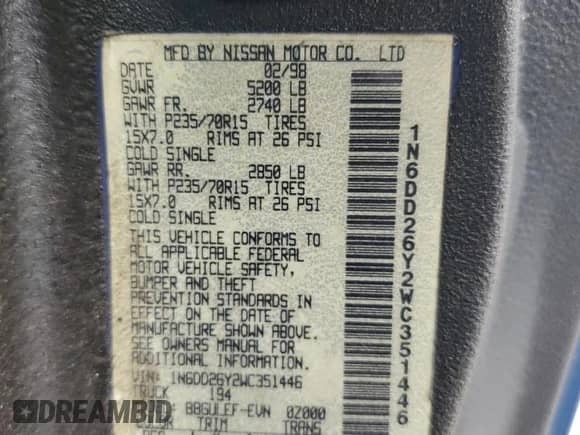 MFD BY NISSAN MOTOR CO. LTD
DATE 02/98
GVWR 5200 LB
GAWR FR. 2740 LB
WITH P235/70R15 TIRES
15X7.0 RIMS AT 26 PSI
COLD SINGLE
GAWR RR. 2850 LB
WITH P235/70R15 TIRES
15X7.0 RIMS AT 26 PSI
COLD SINGLE
THIS VEHICLE CONFORMS TO
ALL APPLICABLE FEDERAL
MOTOR VEHICLE SAFETY,
BUMPER AND THEFT
PREVENTION STANDARDS IN
EFFECT ON THE DATE OF
MANUFACTURE SHOWN ABOVE.
SEE OWNERS MANUAL FOR
ADDITIONAL INFORMATION
VIN: 1N6DD26Y2WC351446
TRUCK 194
BBGULEF-EVN 0Z000
COLOR TRIM TRANS
1N6DD26Y2WC351446
AUTOHELPERBOT.COM